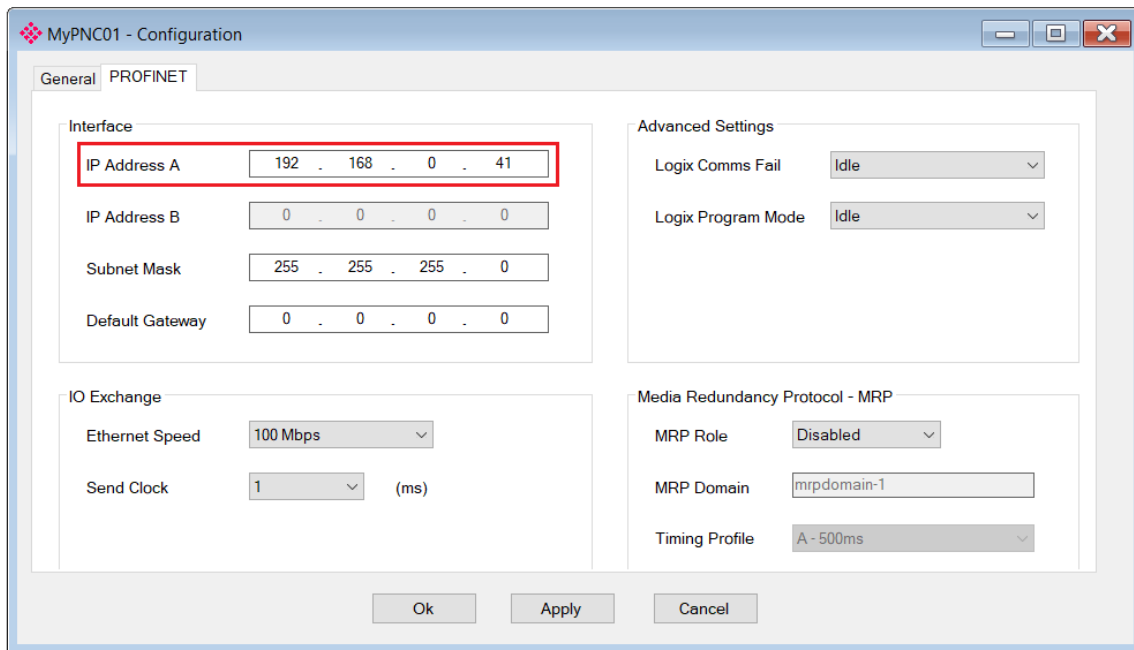 MyPNC01 - Configuration
General PROFINET
Interface
IP Address A 192 . 168 . 0 . 41
IP Address B 0 . 0 . 0 . 0
Subnet Mask 255 . 255 . 255 . 0
Default Gateway 0 . 0 . 0 . 0
Advanced Settings
Logix Comms Fail Idle
Logix Program Mode Idle
IO Exchange
Ethernet Speed 100 Mbps
Send Clock 1 (ms)
Media Redundancy Protocol - MRP
MRP Role Disabled
MRP Domain mrpdomain-1
Timing Profile A - 500ms
Ok Apply Cancel